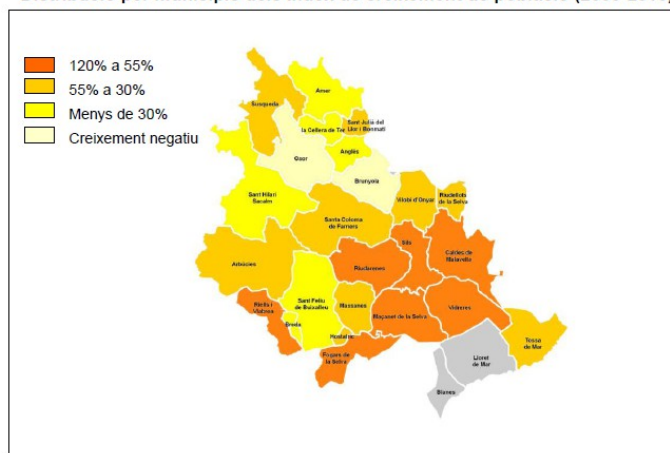 120% a 55%
55% a 30%
Menys de 30%
Creixement negatiu
Susqueda
Amer
la Cellera de Ter
Sant Julià del
Llor i Bonmatí
Anglès
Osor
Brunyola
Sant Hilari
Sacalm
Vilobí d'Onyar
Riudellots
de la Selva
Santa Coloma
de Farners
Sils
Caldes de
Malavella
Arbúcies
Riudarenes
Riells i
Viabrea
Sant Feliu
de Buixalleu
Massanes
Maçanet de la Selva
Vidreres
Breda
Hostalric
Fogars de
la Selva
Tossa
de Mar
Lloret
de Mar
Blanes